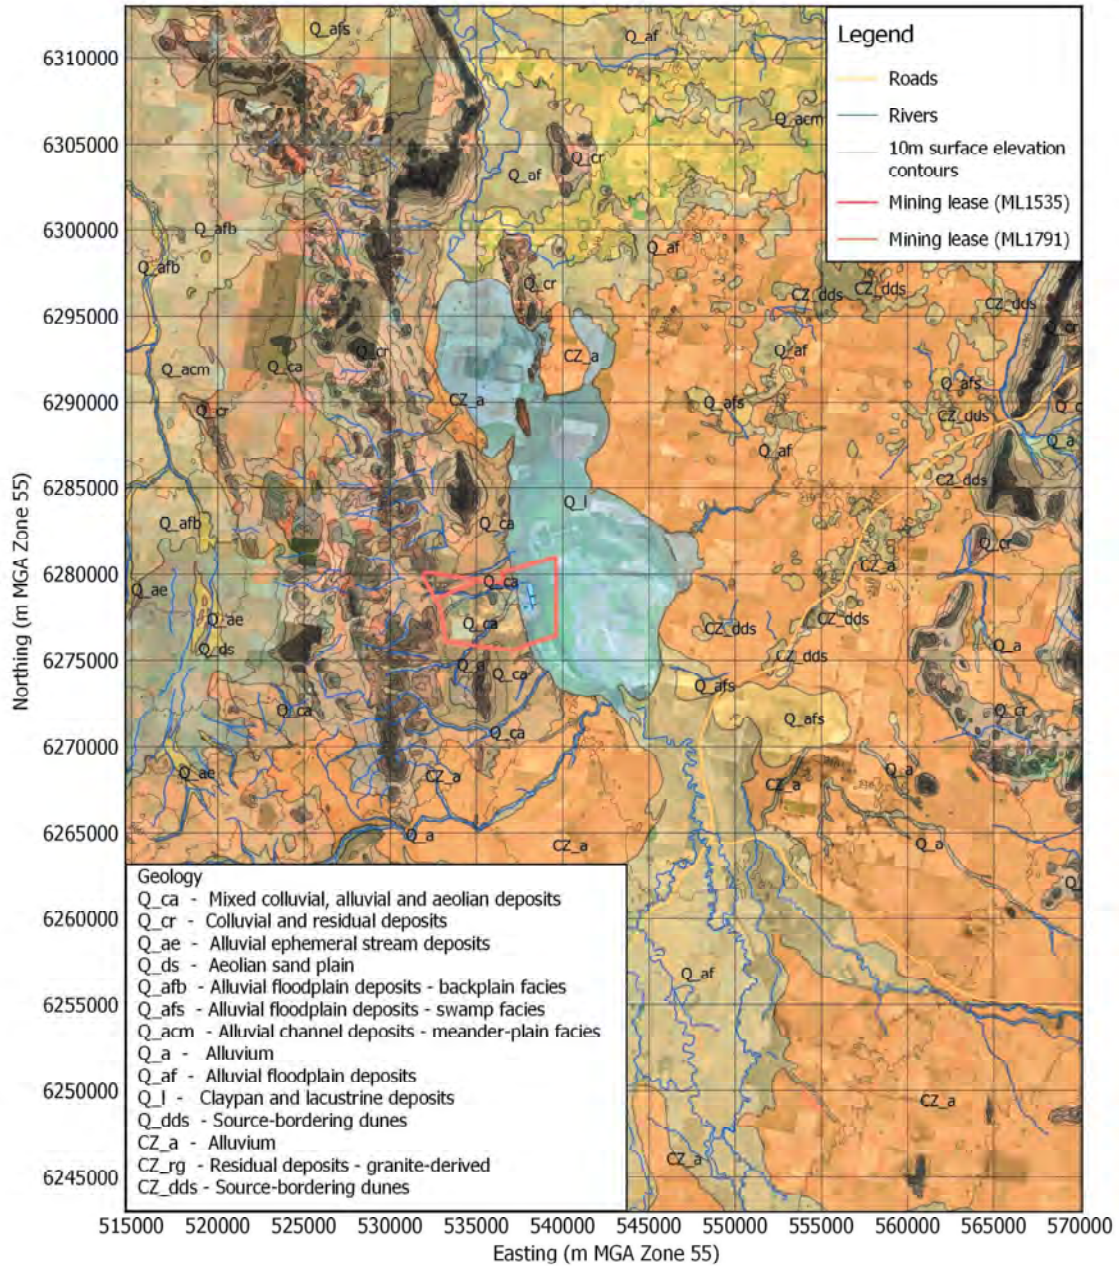 Legend
Roads
Rivers
10m surface elevation
contours
Mining lease (ML1535)
Mining lease (ML1791)
Q_afs
Q_af
Q_acm
Q_cr
Q_af
Q_afb
Q_af
Q_afb
Q_cr
CZ_dds
CZ_dds
CZ_dds
Q_cr
Q_cr
Q_af
CZ_a
Q_acm
Q_ca
Q_afs
CZ_a
Q_afs
Q_cr
CZ_dds
Q_c
Q_a
Q_af
CZ_dds
Q_l
Q_afb
Q_ca
Q_cr
CZ_a
Q_ca
Q_ae
Q_ae
Q_ca
CZ_dds
CZ_dds
Q_ds
Q_a
CZ_dds
Q_a
Q_ca
Q_afs
Q_ca
Q_afs
Q_cr
Q_ca
Q_ae
CZ_a
Q_a
CZ_a
Q_a
CZ_a
Q_a
Q_
Q_af
CZ_a
CZ_a
Geology
Q_ca - Mixed colluvial, alluvial and aeolian deposits
Q_cr - Colluvial and residual deposits
Q_ae - Alluvial ephemeral stream deposits
Q_ds - Aeolian sand plain
Q_afb - Alluvial floodplain deposits - backplain facies
Q_afs - Alluvial floodplain deposits - swamp facies
Q_acm - Alluvial channel deposits - meander-plain facies
Q_a - Alluvium
Q_af - Alluvial floodplain deposits
Q_l - Claypan and lacustrine deposits
Q_dds - Source-bordering dunes
CZ_a - Alluvium
CZ_rg - Residual deposits - granite-derived
CZ_dds - Source-bordering dunes
6310000
6305000
6300000
6295000
6290000
6285000
6280000
6275000
6270000
6265000
6260000
6255000
6250000
6245000
Northing (m MGA Zone 55)
515000 520000 525000 530000 535000 540000 545000 550000 555000 560000 565000 570000
Easting (m MGA Zone 55)